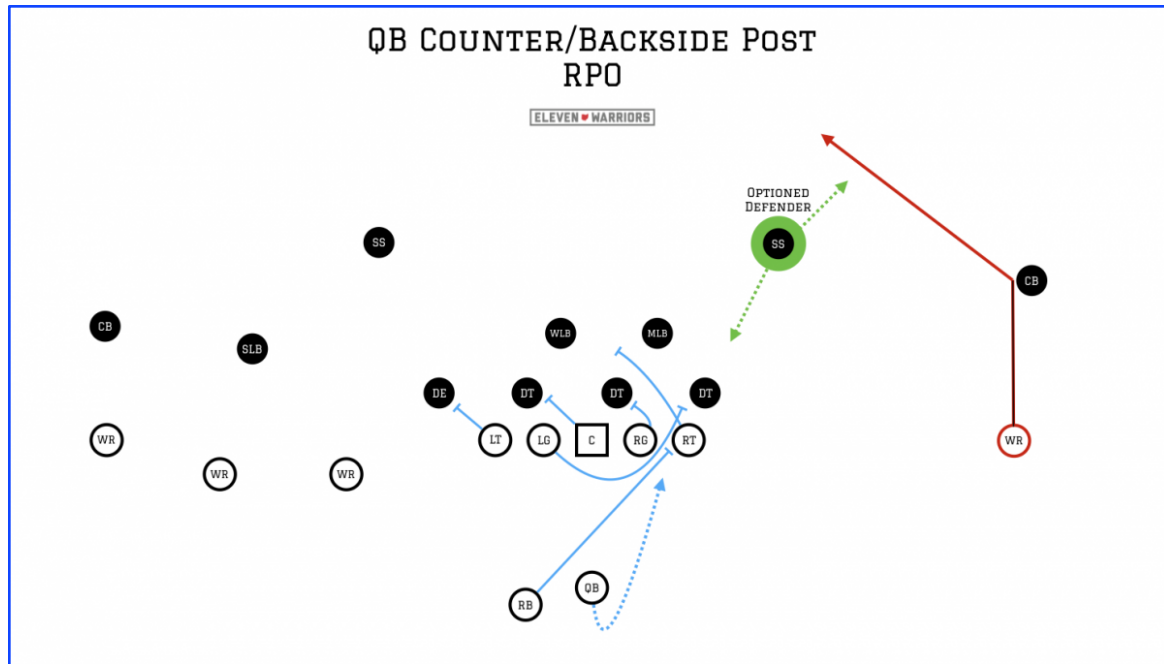 QB Counter/Backside Post
RPO
ELEVEN WARRIORS
Optioned
Defender
SS
SS
CB
CB
WLB
MLB
SLB
DE
DT
DT
DT
WR
LT
LG
C
RG
RT
WR
WR
WR
QB
RB